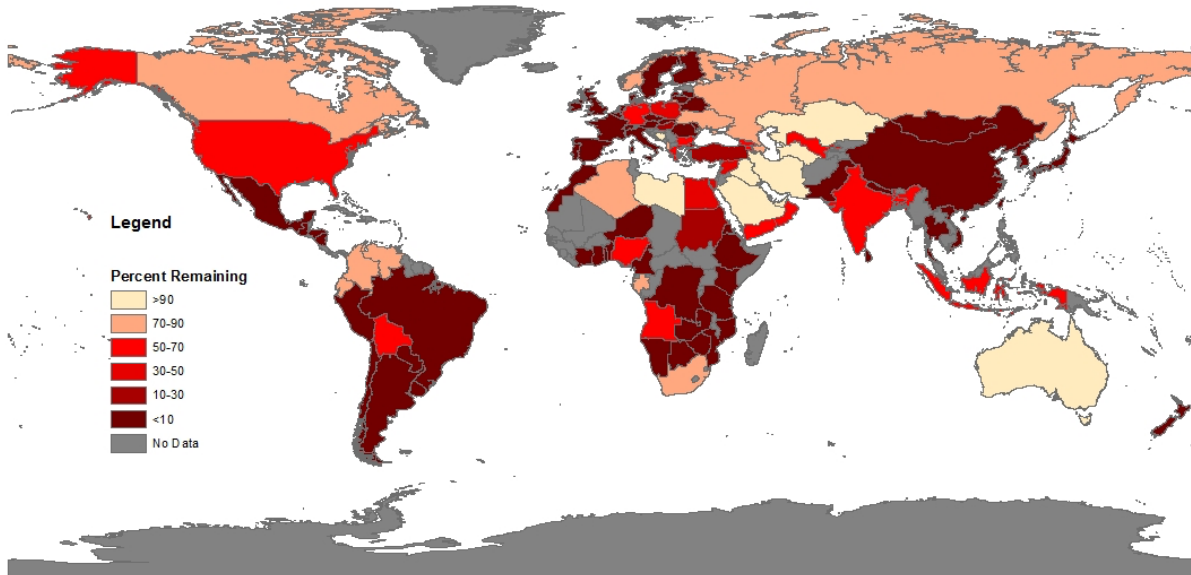 Legend
Percent Remaining
>90
70-90
50-70
30-50
10-30
<10
No Data